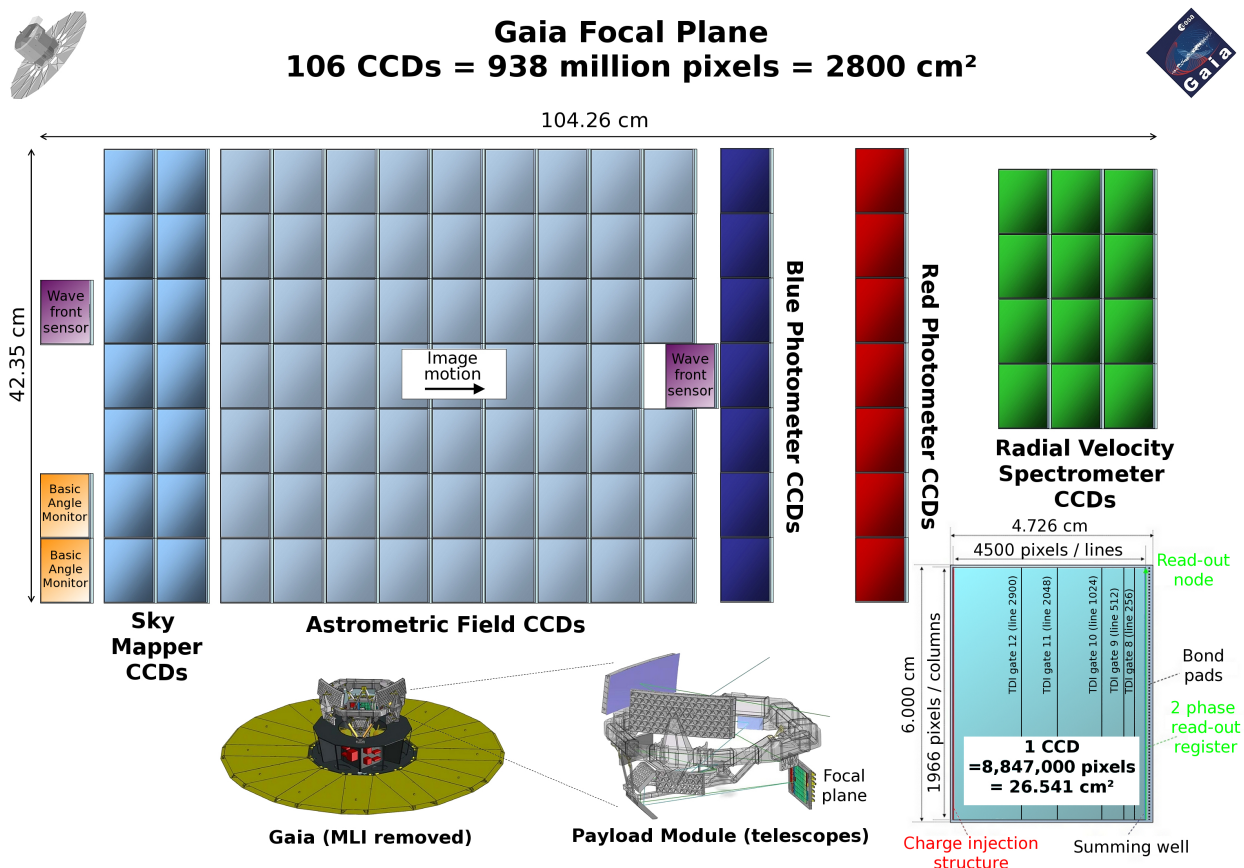 Gaia Focal Plane
106 CCDs = 938 million pixels = 2800 cm²
esa
Gaia
104.26 cm
42.35 cm
Wave
front
sensor
Basic
Angle
Monitor
Basic
Angle
Monitor
Image
motion
Wave
front
sensor
Blue Photometer CCDs
Red Photometer CCDs
Sky
Mapper
CCDs
Astrometric Field CCDs
Radial Velocity
Spectrometer
CCDs
4.726 cm
4500 pixels / lines
6.000 cm
1966 pixels / columns
TDI gate 12 (line 2900)
TDI gate 11 (line 2048)
TDI gate 10 (line 1024)
TDI gate 9 (line 512)
TDI gate 8 (line 256)
Read-out
node
Bond
pads
2 phase
read-out
register
1 CCD
=8,847,000 pixels
= 26.541 cm²
Charge injection
structure
Summing well
Gaia (MLI removed)
Focal
plane
Payload Module (telescopes)